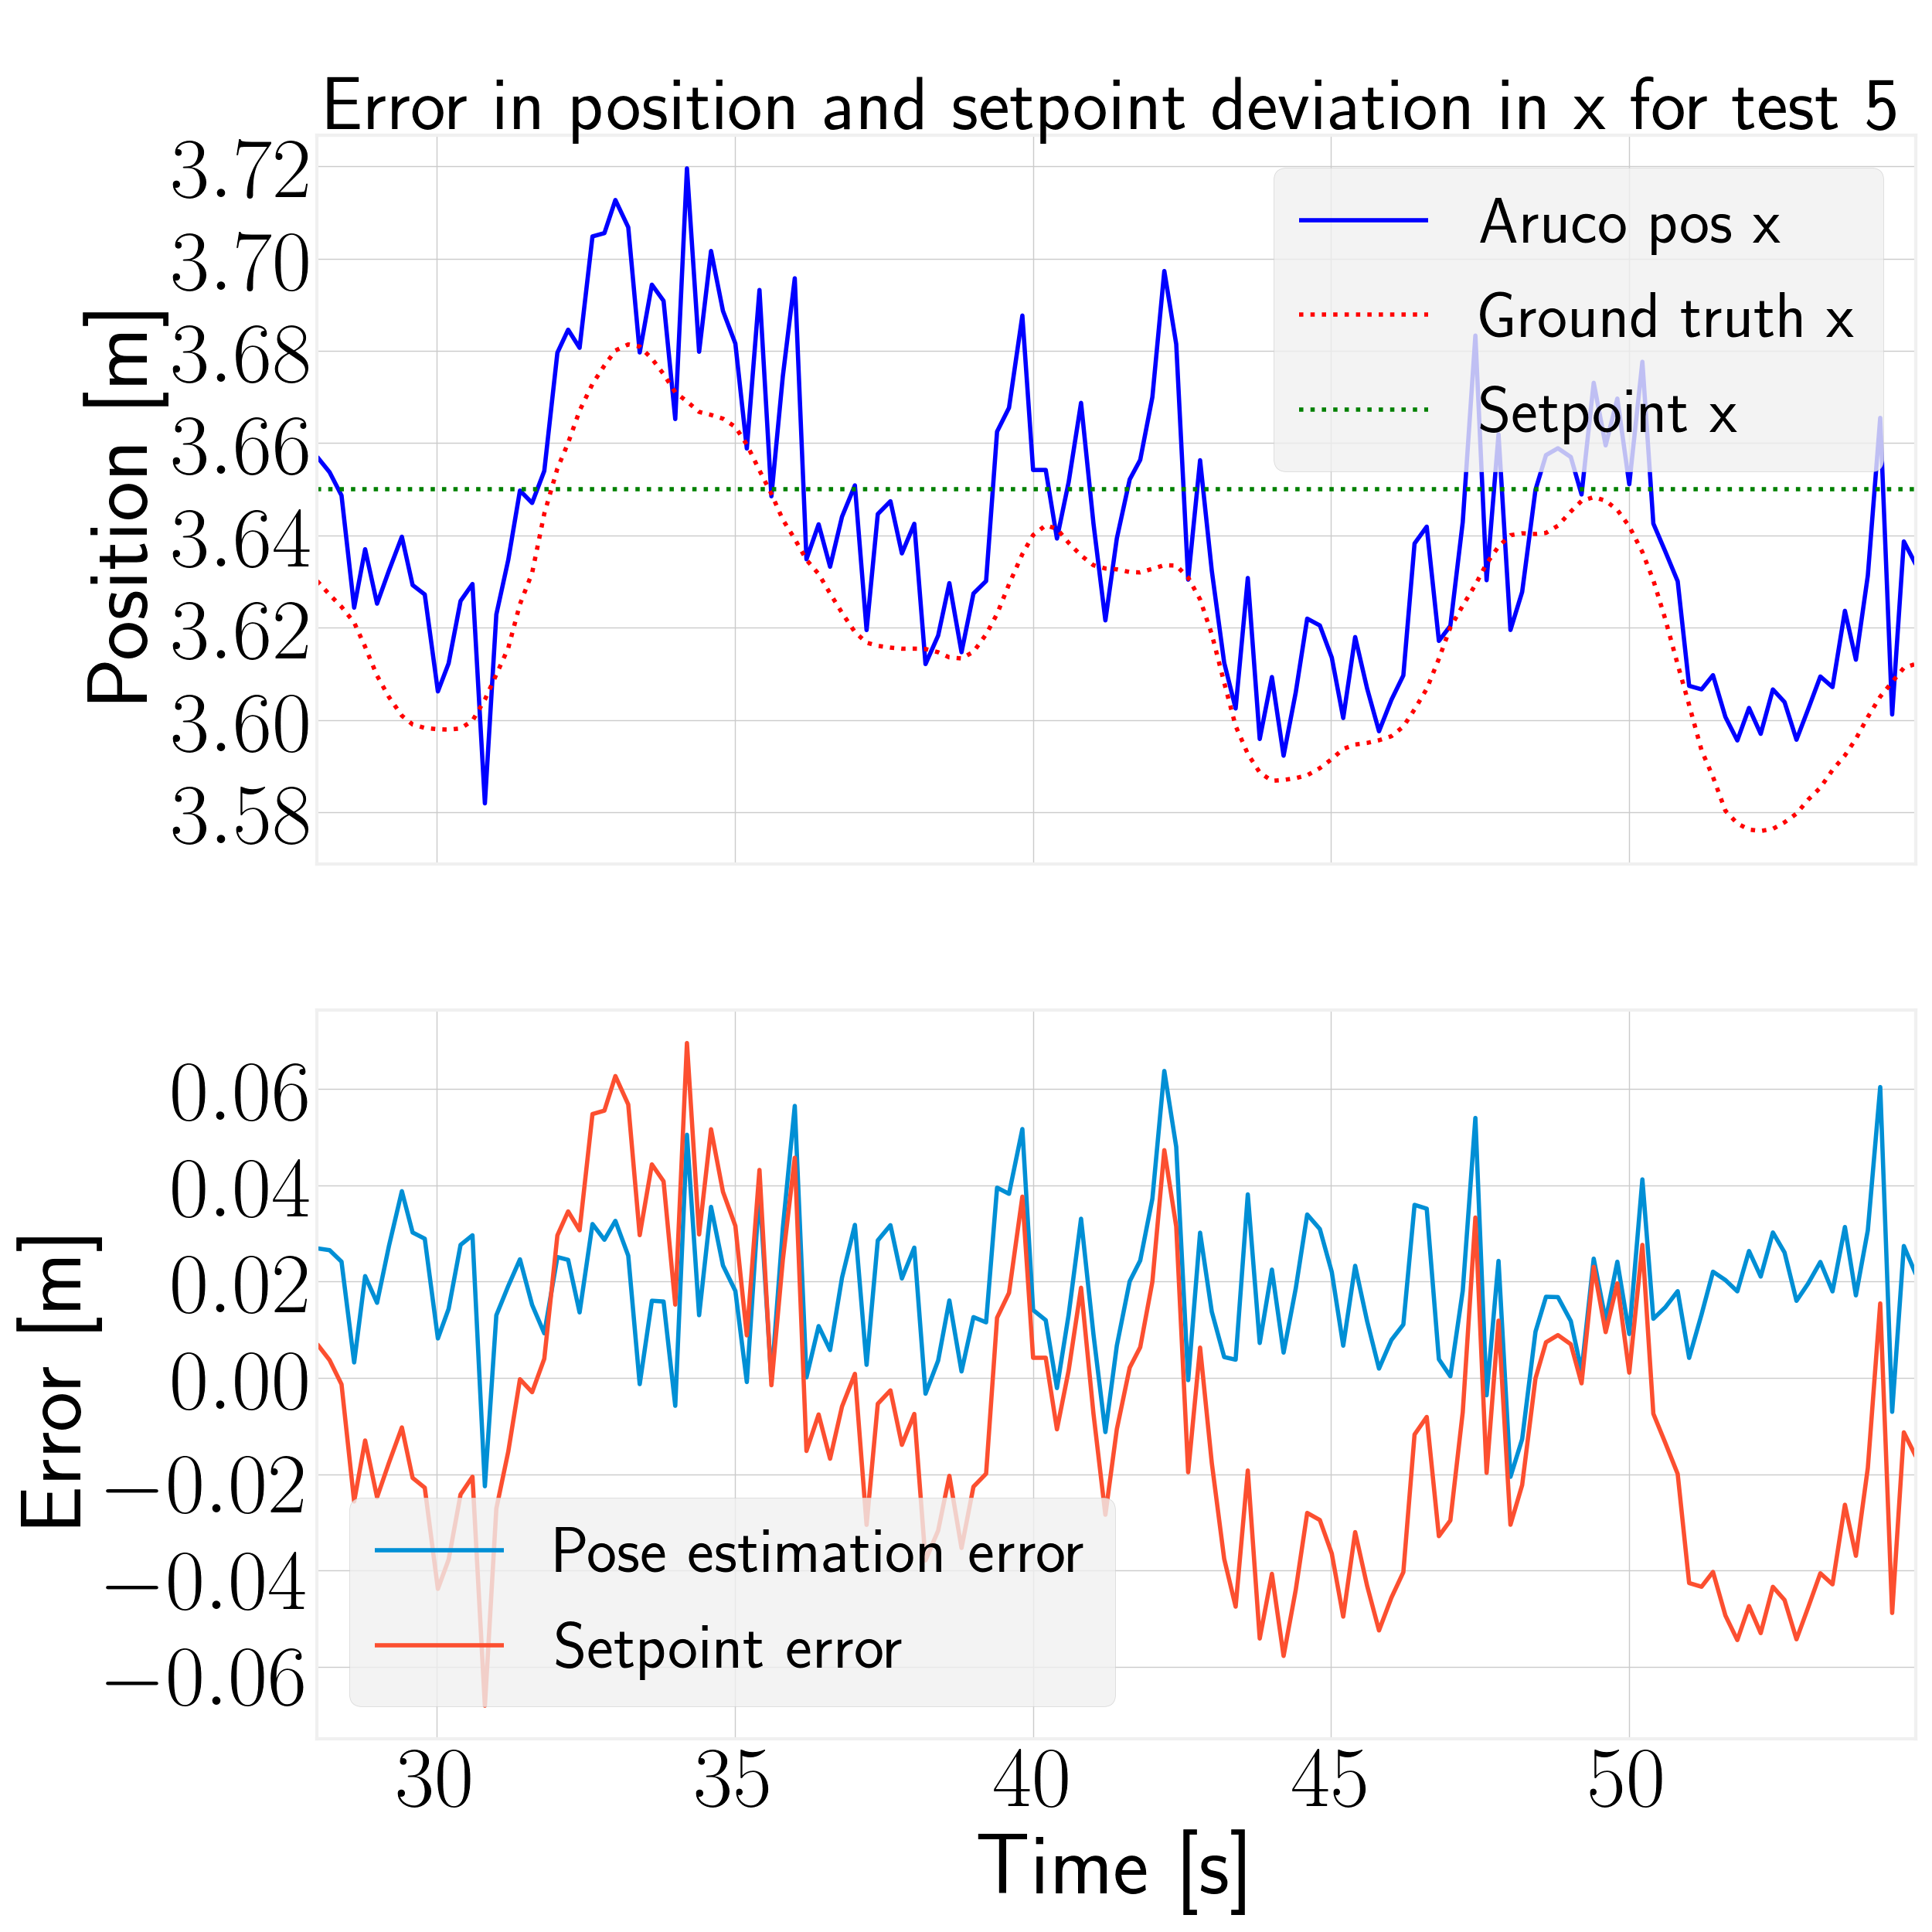 Error in position and setpoint deviation in x for test 5
Position [m]
3.72
3.70
3.68
3.66
3.64
3.62
3.60
3.58
Aruco pos x
Ground truth x
Setpoint x
Error [m]
0.06
0.04
0.02
0.00
−0.02
−0.04
−0.06
Pose estimation error
Setpoint error
30 35 40 45 50
Time [s]